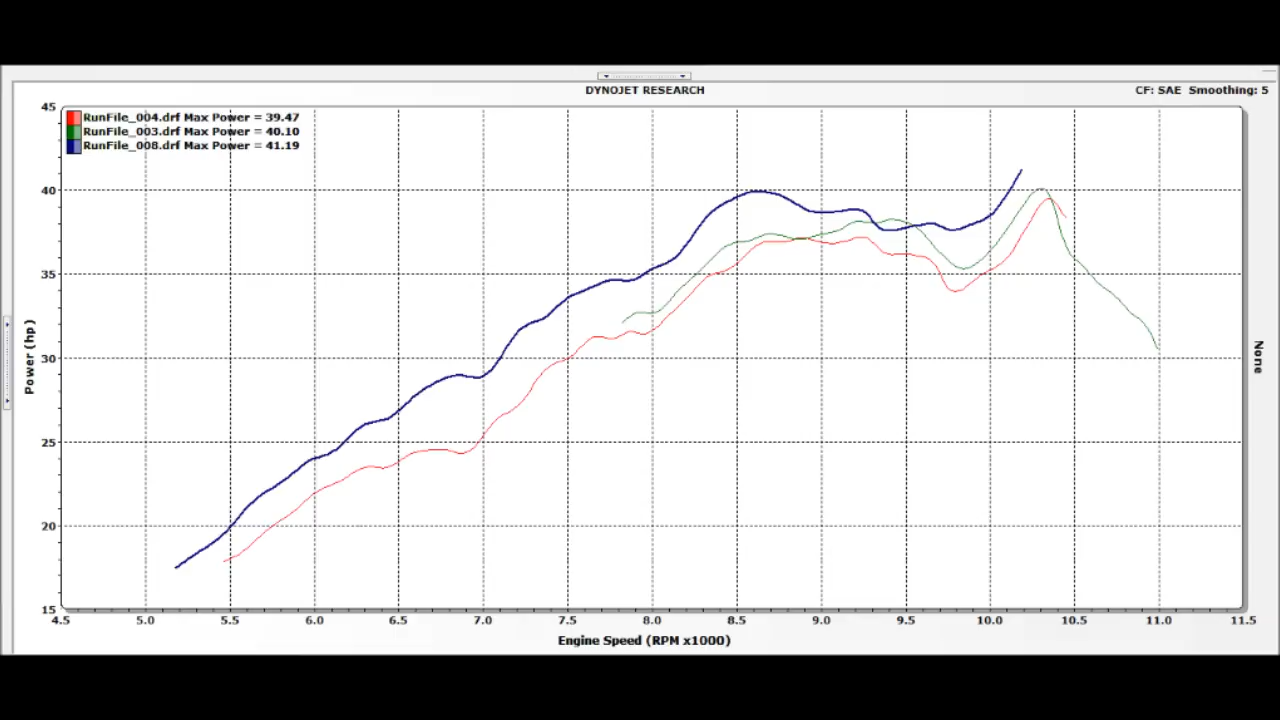 DYNOJET RESEARCH
CF: SAE Smoothing: 5
RunFile_004.drf Max Power = 39.47
RunFile_003.drf Max Power = 40.10
RunFile_008.drf Max Power = 41.19
45
40
35
30
25
20
15
Power (hp)
None
4.5 5.0 5.5 6.0 6.5 7.0 7.5 8.0 8.5 9.0 9.5 10.0 10.5 11.0 11.5
Engine Speed (RPM x1000)